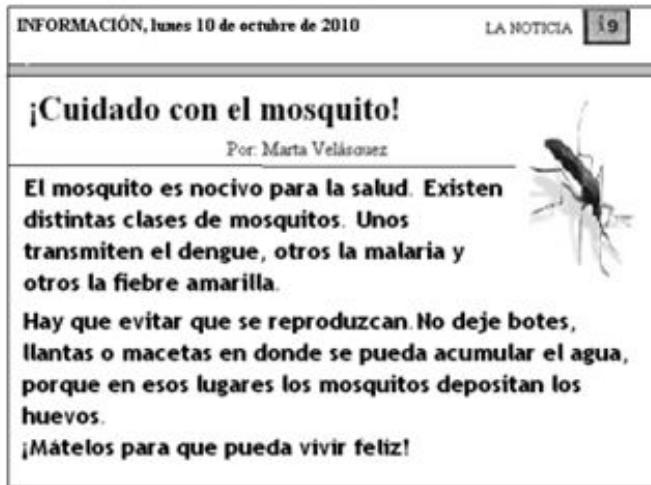 INFORMACIÓN, lunes 10 de octubre de 2010 LA NOTICIA i9
¡Cuidado con el mosquito!
Por: Marta Velásquez
El mosquito es nocivo para la salud. Existen
distintas clases de mosquitos. Unos
transmiten el dengue, otros la malaria y
otros la fiebre amarilla.
Hay que evitar que se reproduzcan. No deje botes,
llantas o macetas en donde se pueda acumular el agua,
porque en esos lugares los mosquitos depositan los
huevos.
¡Mátelos para que pueda vivir feliz!